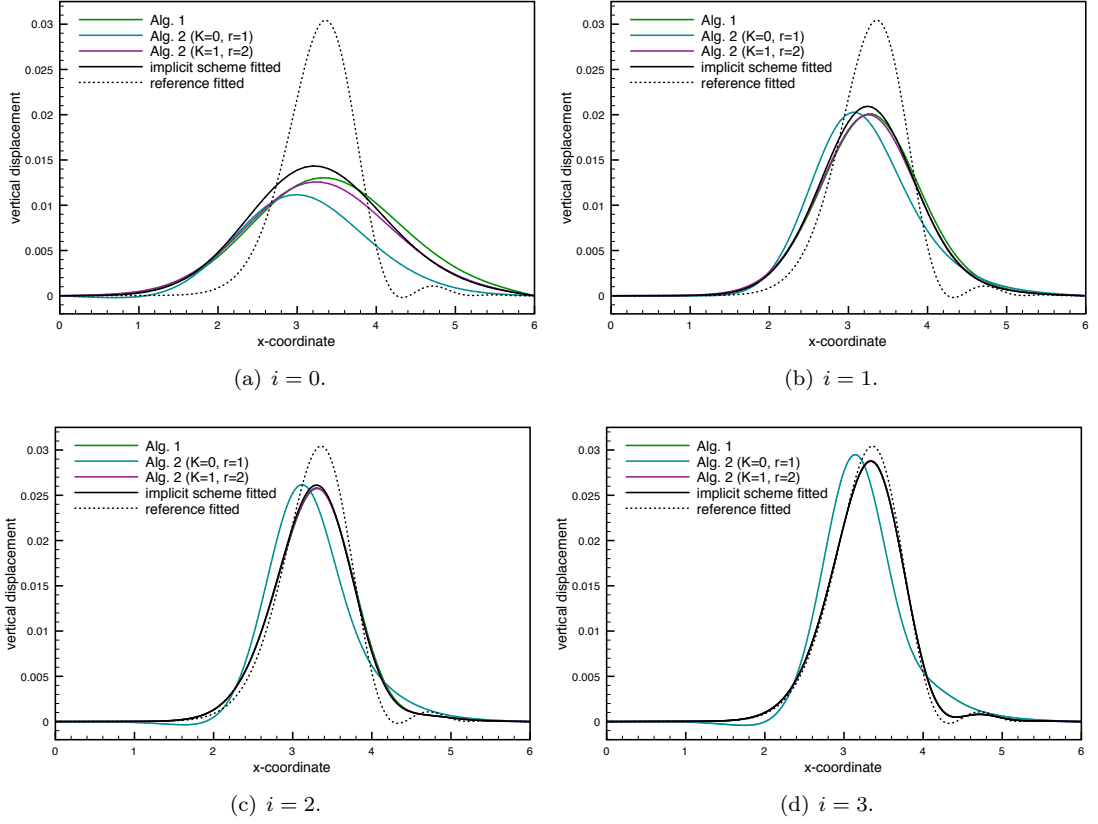 Alg. 1
Alg. 2 (K=0, r=1)
Alg. 2 (K=1, r=2)
implicit scheme fitted
reference fitted
vertical displacement
0.03
0.025
0.02
0.015
0.01
0.005
0
0 1 2 3 4 5 6
x-coordinate
(a) i = 0.
Alg. 1
Alg. 2 (K=0, r=1)
Alg. 2 (K=1, r=2)
implicit scheme fitted
reference fitted
vertical displacement
0.03
0.025
0.02
0.015
0.01
0.005
0
0 1 2 3 4 5 6
x-coordinate
(b) i = 1.
Alg. 1
Alg. 2 (K=0, r=1)
Alg. 2 (K=1, r=2)
implicit scheme fitted
reference fitted
vertical displacement
0.03
0.025
0.02
0.015
0.01
0.005
0
0 1 2 3 4 5 6
x-coordinate
(c) i = 2.
Alg. 1
Alg. 2 (K=0, r=1)
Alg. 2 (K=1, r=2)
implicit scheme fitted
reference fitted
vertical displacement
0.03
0.025
0.02
0.015
0.01
0.005
0
0 1 2 3 4 5 6
x-coordinate
(d) i = 3.